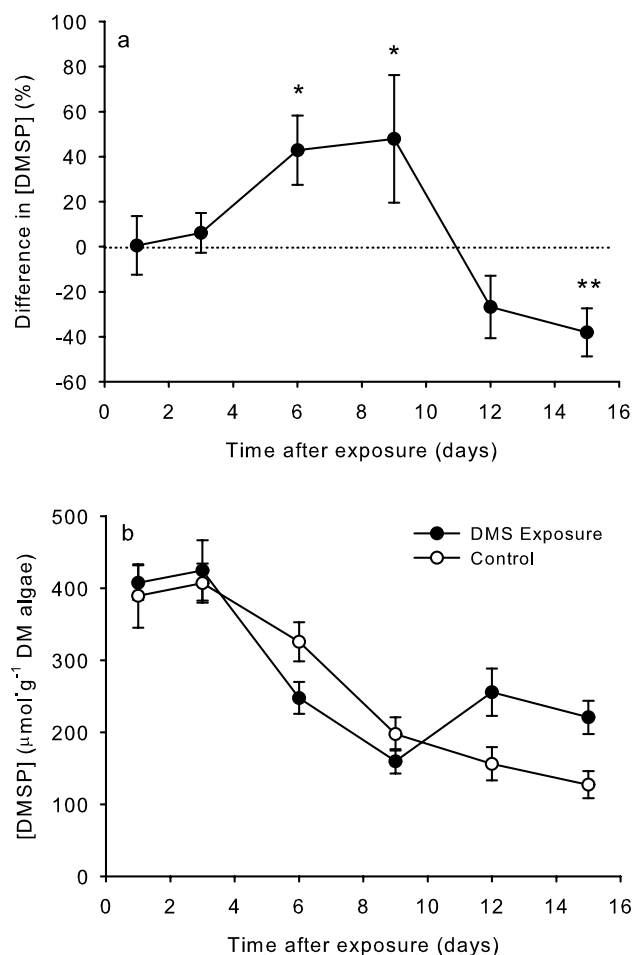 a
Difference in [DMSP] (%)
100
80
60
40
20
0
-20
-40
-60
*
*
**
0 2 4 6 8 10 12 14 16
Time after exposure (days)
b
[DMSP] (μmol·g⁻¹ DM algae)
500
400
300
200
100
0
DMS Exposure
Control
0 2 4 6 8 10 12 14 16
Time after exposure (days)